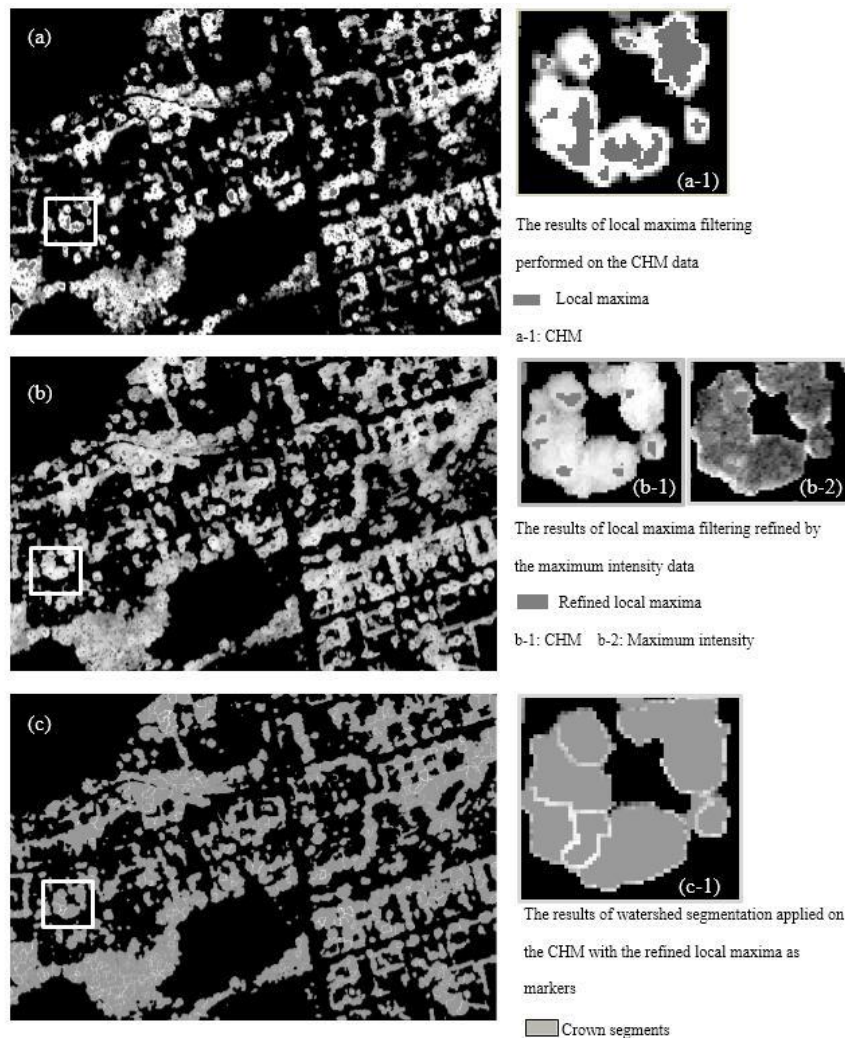 (a)
(a-1)
The results of local maxima filtering
performed on the CHM data
Local maxima
a-1: CHM
(b)
(b-1)
(b-2)
The results of local maxima filtering refined by
the maximum intensity data
Refined local maxima
b-1: CHM b-2: Maximum intensity
(c)
(c-1)
The results of watershed segmentation applied on
the CHM with the refined local maxima as
markers
Crown segments